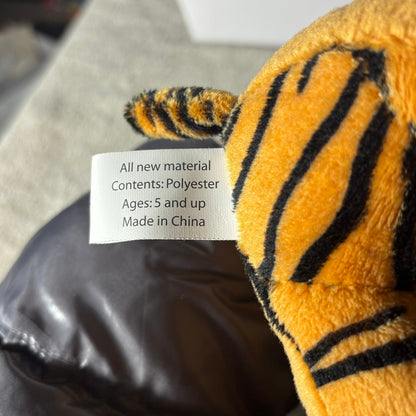 All new material
Contents: Polyester
Ages: 5 and up
Made in China